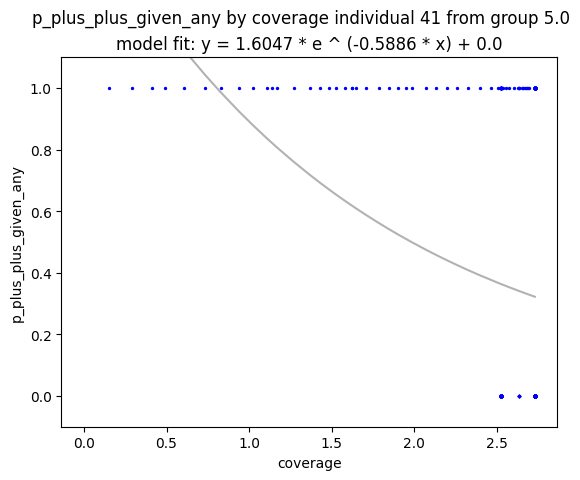 p_plus_plus_given_any by coverage individual 41 from group 5.0
model fit: y = 1.6047 * e ^ (-0.5886 * x) + 0.0
p_plus_plus_given_any
1.0
0.8
0.6
0.4
0.2
0.0
0.0 0.5 1.0 1.5 2.0 2.5
coverage